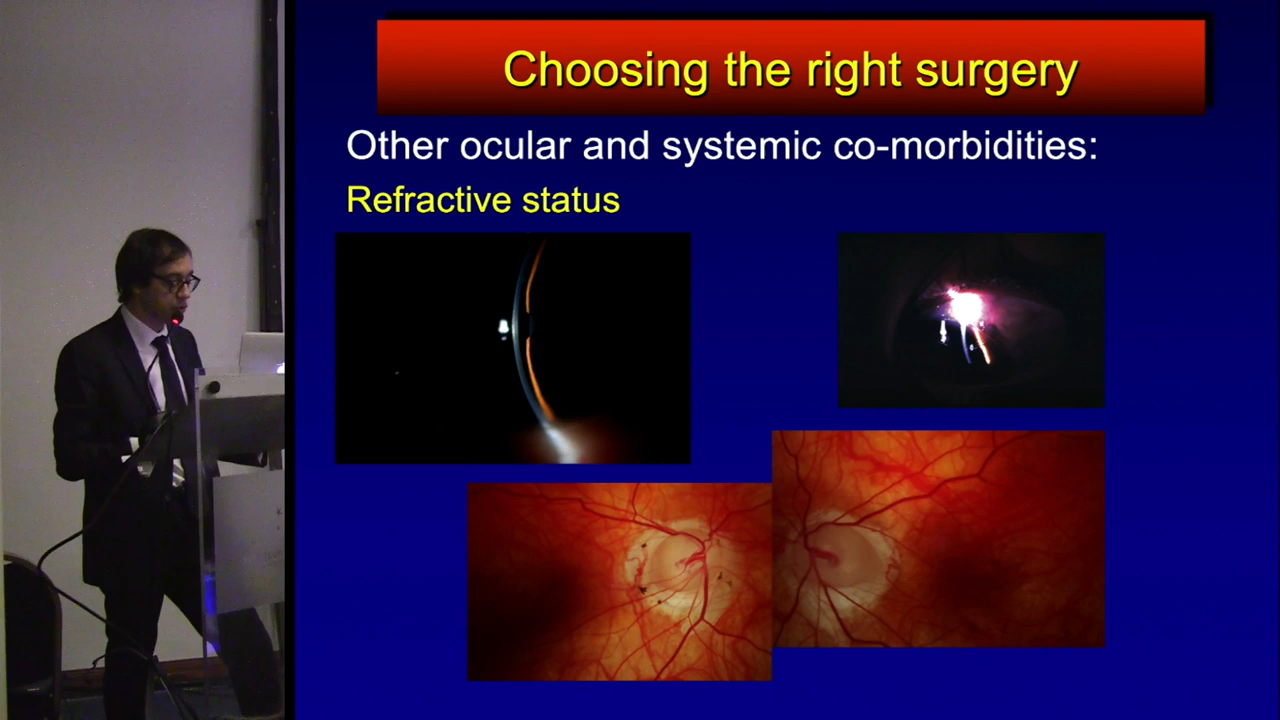 Choosing the right surgery
Other ocular and systemic co-morbidities:
Refractive status